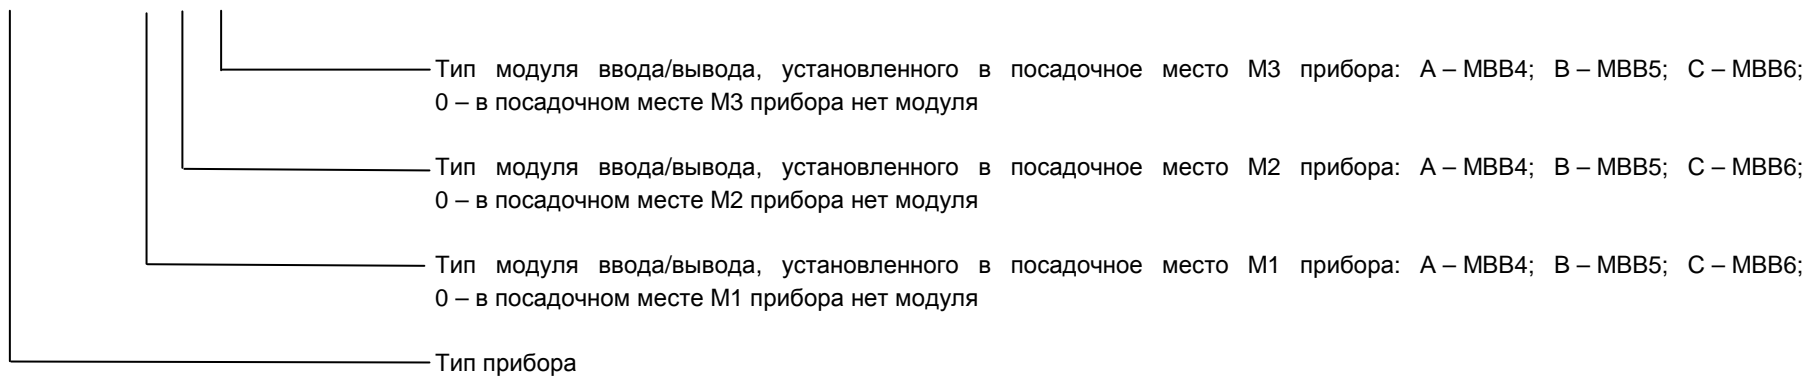 Тип модуля ввода/вывода, установленного в посадочное место М3 прибора: А – МВВ4; В – МВВ5; С – МВВ6;
0 – в посадочном месте М3 прибора нет модуля
Тип модуля ввода/вывода, установленного в посадочное место М2 прибора: А – МВВ4; В – МВВ5; С – МВВ6;
0 – в посадочном месте М2 прибора нет модуля
Тип модуля ввода/вывода, установленного в посадочное место М1 прибора: А – МВВ4; В – МВВ5; С – МВВ6;
0 – в посадочном месте М1 прибора нет модуля
Тип прибора